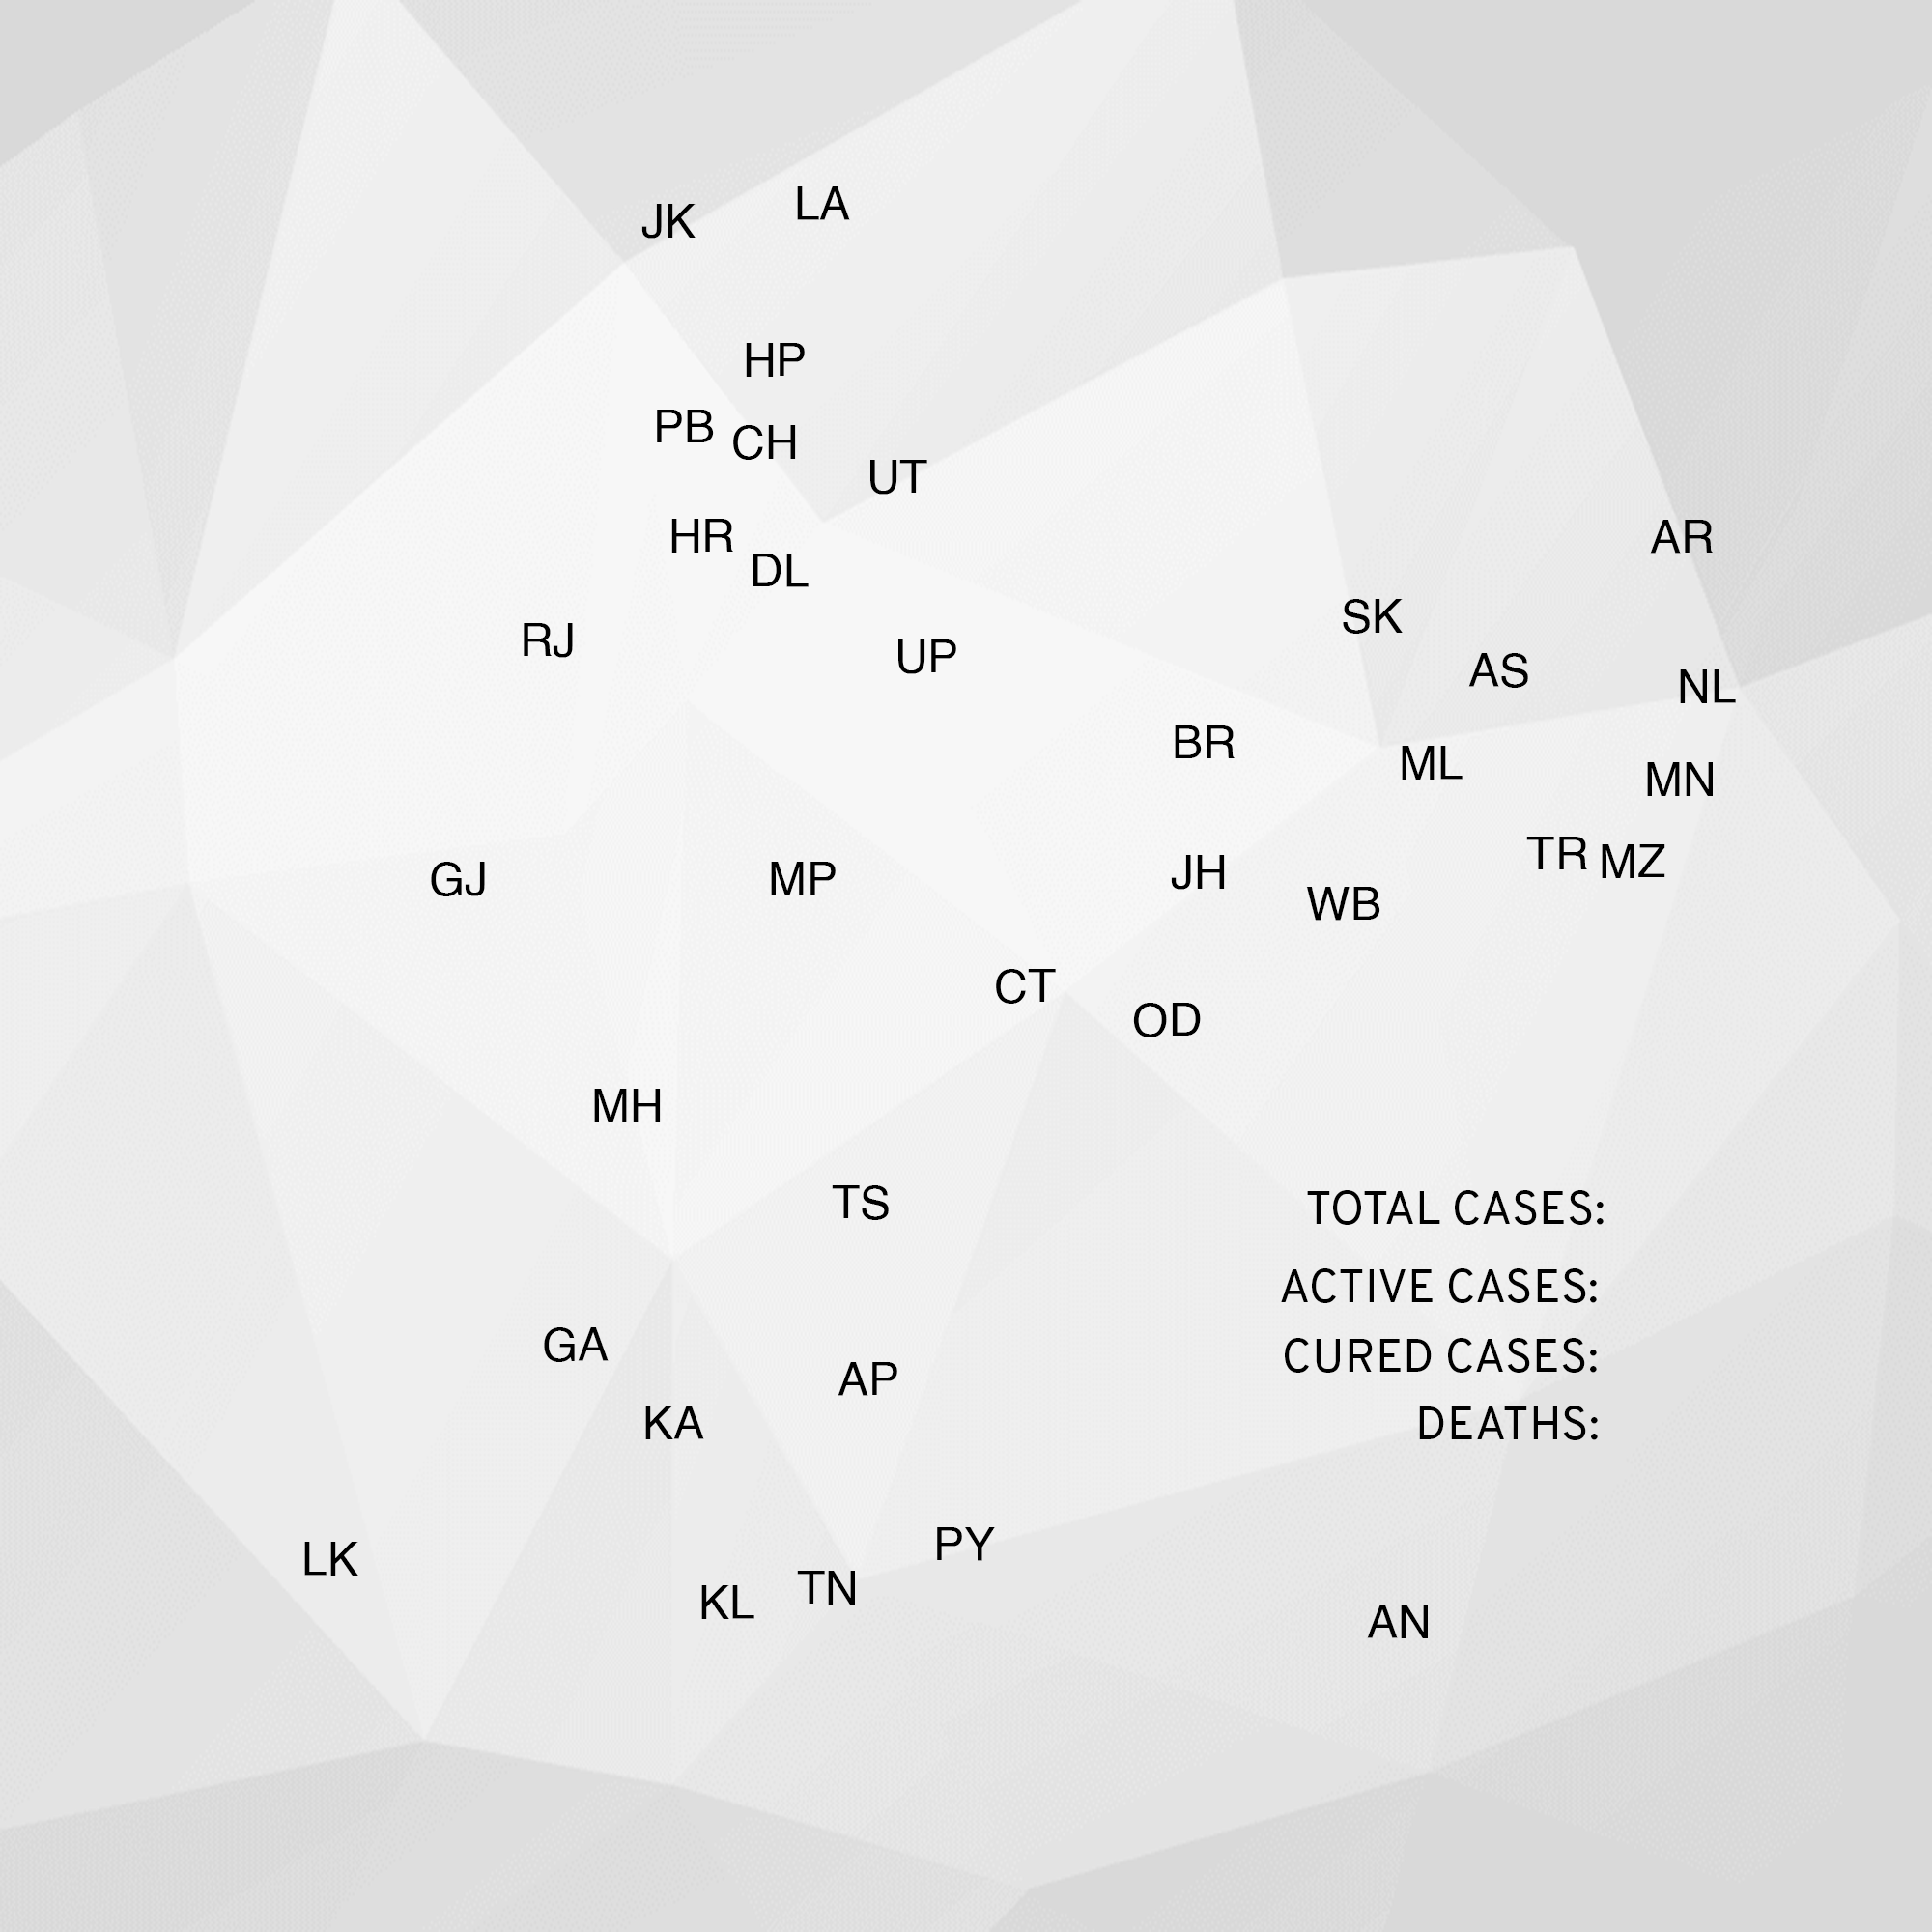 JK LA
HP
PB CH
UT
HR
DL
AR
SK
RJ
UP
AS
NL
BR
ML
MN
TR MZ
GJ
MP
JH
WB
CT
OD
MH
TS
TOTAL CASES:
ACTIVE CASES:
GA
CURED CASES:
AP
KA
DEATHS:
PY
LK
TN
KL
AN